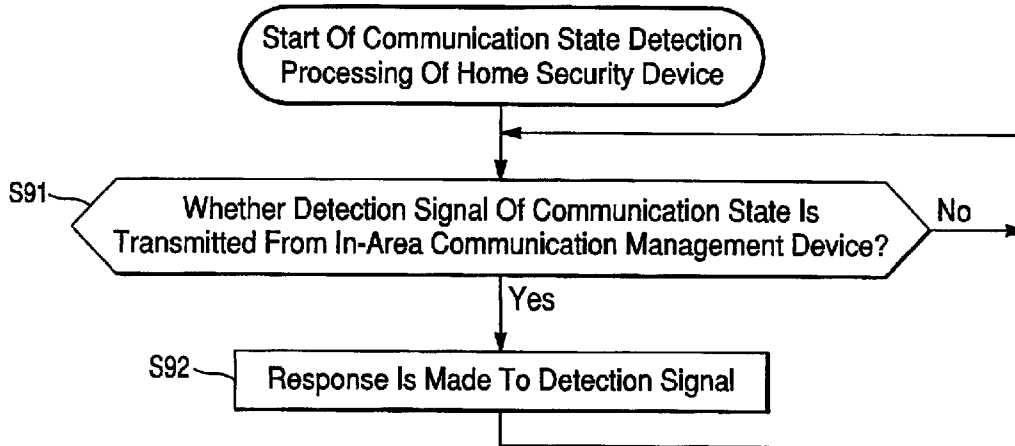 Start Of Communication State Detection
Processing Of Home Security Device
S91
Whether Detection Signal Of Communication State Is
Transmitted From In-Area Communication Management Device?
No
Yes
S92
Response Is Made To Detection Signal